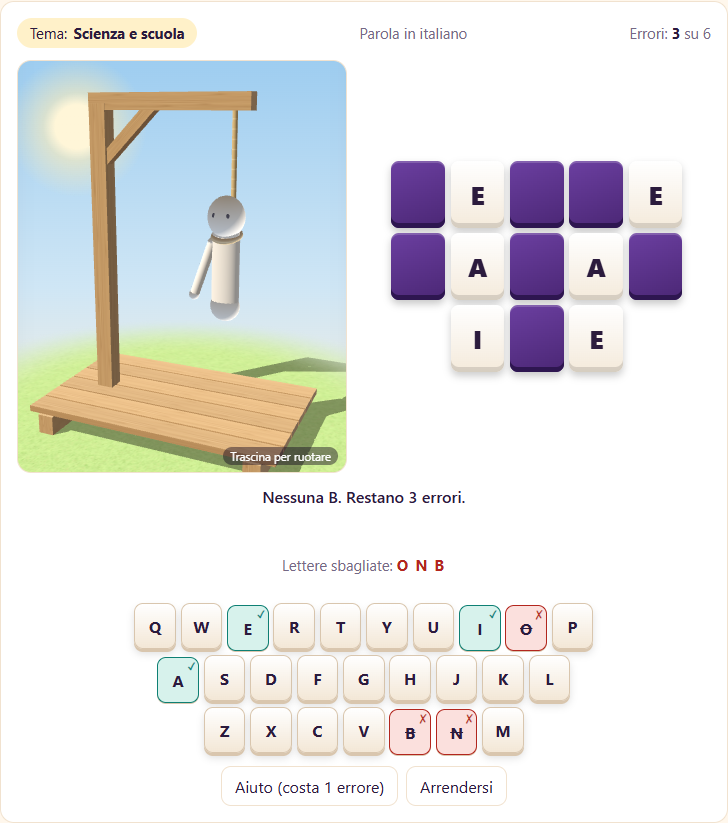 Tema: Scienza e scuola
Parola in italiano
Errori: 3 su 6
E E
A A
I E
Trascina per ruotare
Nessuna B. Restano 3 errori.
Lettere sbagliate: O N B
Q W E ✓ R T Y U I ✓ O ✗ P
A ✓ S D F G H J K L
Z X C V B ✗ N ✗ M
Aiuto (costa 1 errore) Arrendersi